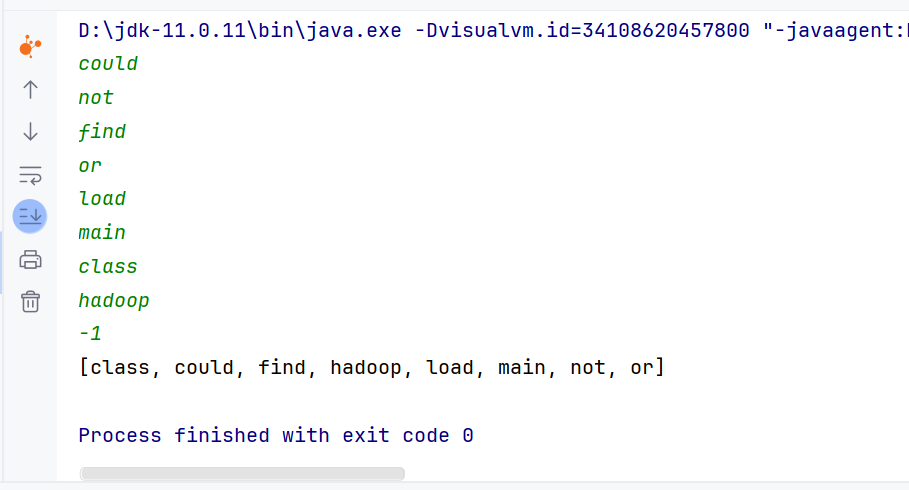 D:\jdk-11.0.11\bin\java.exe -Dvisualvm.id=34108620457800 "-javaagent:
could
not
find
or
load
main
class
hadoop
-1
[class, could, find, hadoop, load, main, not, or]
Process finished with exit code 0